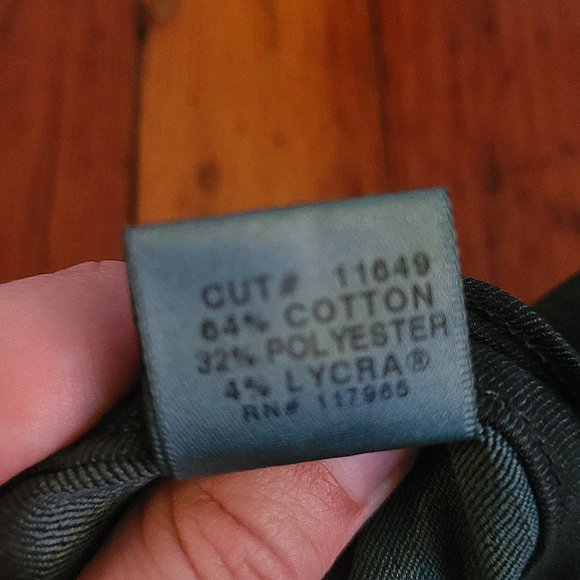 CUT# 11649
64% COTTON
32% POLYESTER
4% LYCRA®
RN# 117965